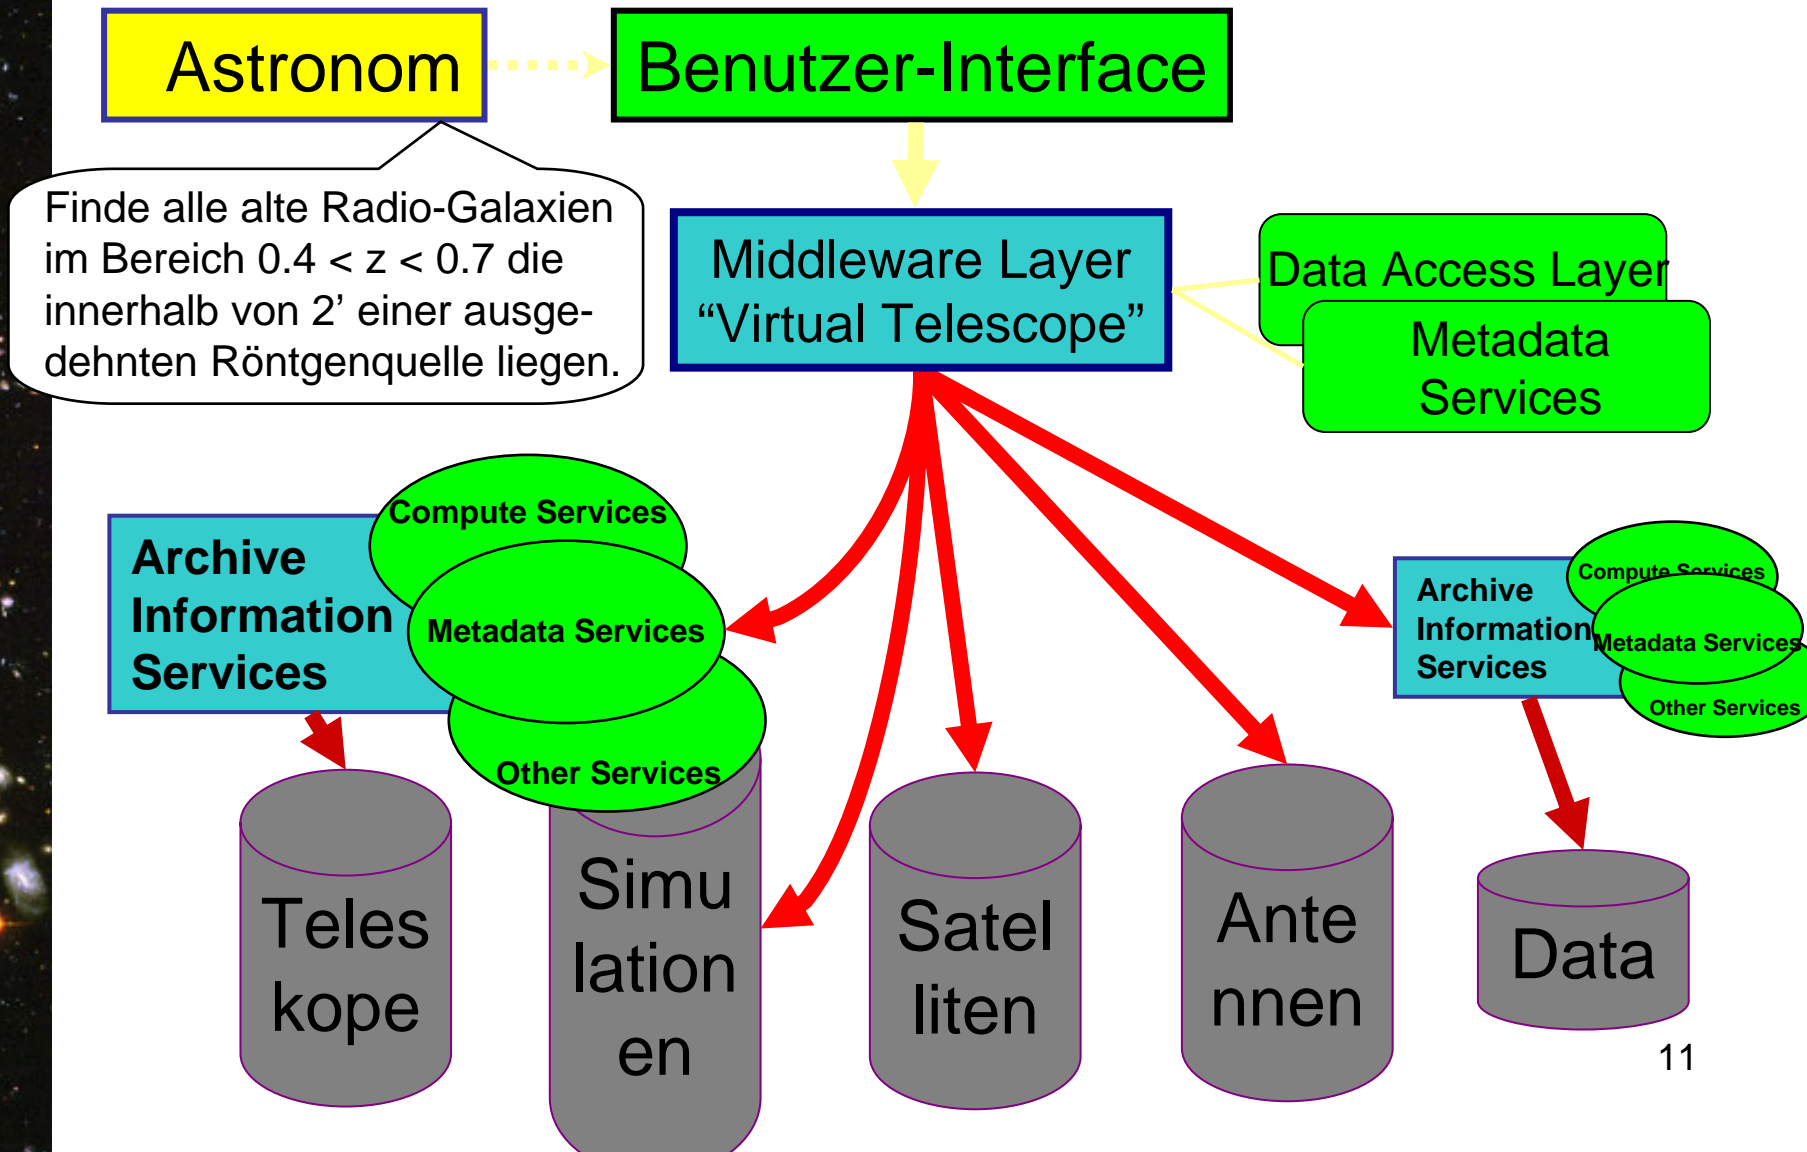 Astronom
Benutzer-Interface
Finde alle alte Radio-Galaxien
im Bereich 0.4 < z < 0.7 die
innerhalb von 2’ einer ausge-
dehnten Röntgenquelle liegen.
Middleware Layer
“Virtual Telescope”
Data Access Layer
Metadata
Services
Archive
Information
Services
Compute Services
Metadata Services
Other Services
Archive
Information
Services
Compute Services
Metadata Services
Other Services
Teles
kope
Simu
lation
en
Satel
liten
Ante
nnen
Data
11